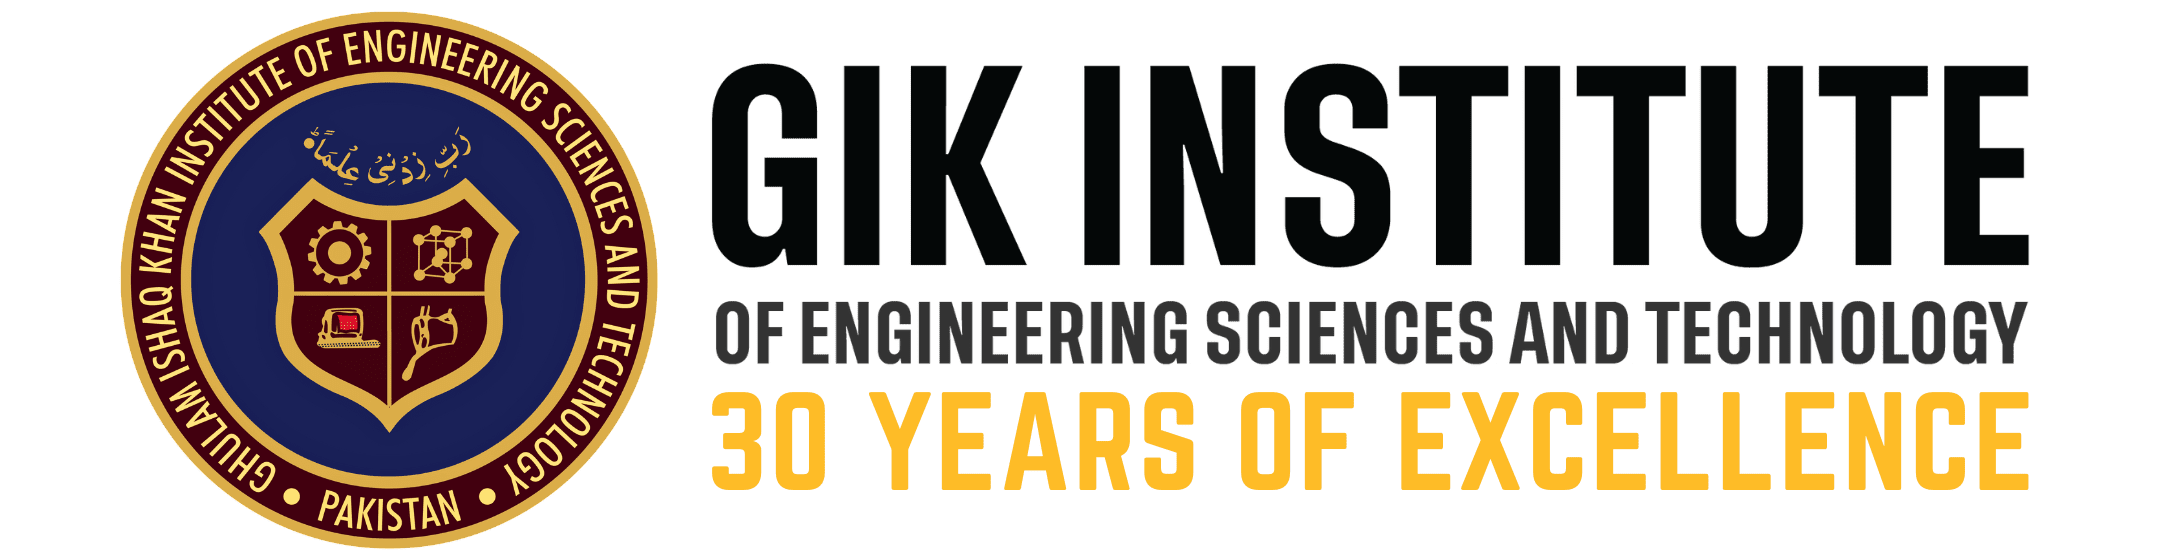 GHULAM ISHAQ KHAN INSTITUTE OF ENGINEERING SCIENCES AND TECHNOLOGY
• PAKISTAN •
رَبِّ زِدْنِیْ عِلْمَاً
GIK INSTITUTE
OF ENGINEERING SCIENCES AND TECHNOLOGY
30 YEARS OF EXCELLENCE